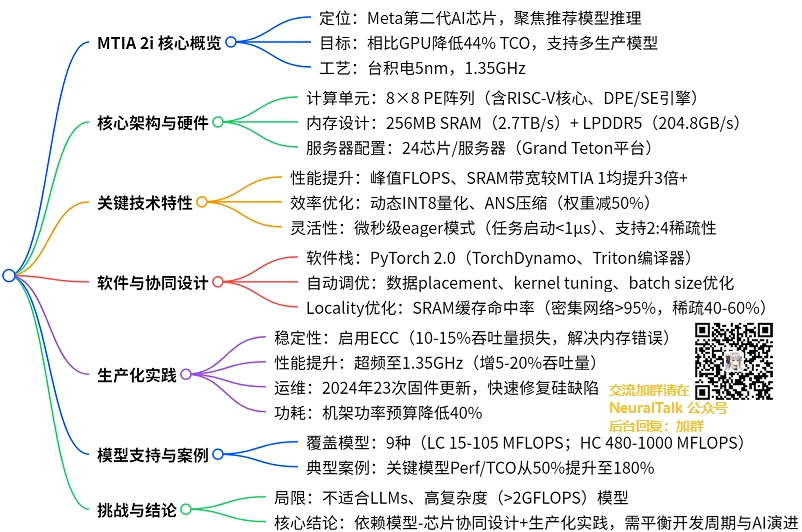 MTIA 2i 核心概览
定位：Meta第二代AI芯片，聚焦推荐模型推理
目标：相比GPU降低44% TCO，支持多生产模型
工艺：台积电5nm，1.35GHz
核心架构与硬件
计算单元：8×8 PE阵列（含RISC-V核心、DPE/SE引擎）
内存设计：256MB SRAM（2.7TB/s）+ LPDDR5（204.8GB/s）
服务器配置：24芯片/服务器（Grand Teton平台）
关键技术特性
性能提升：峰值FLOPS、SRAM带宽较MTIA 1均提升3倍+
效率优化：动态INT8量化、ANS压缩（权重减50%）
灵活性：微秒级eager模式（任务启动<1μs）、支持2:4稀疏性
软件与协同设计
软件栈：PyTorch 2.0（TorchDynamo、Triton编译器）
自动调优：数据placement、kernel tuning、batch size优化
Locality优化：SRAM缓存命中率（密集网络>95%，稀疏40-60%）
生产化实践
稳定性：启用ECC（10-15%吞吐量损失，解决内存错误）
性能提升：超频至1.35GHz（增5-20%吞吐量）
运维：2024年23次固件更新，快速修复硅缺陷
功耗：机架功率预算降低40%
交流加群请在
NeuralTalk 公众号
后台回复：加群
模型支持与案例
覆盖模型：9种（LC 15-105 MFLOPS；HC 480-1000 MFLOPS）
典型案例：关键模型Perf/TCO从50%提升至180%
挑战与结论
局限：不适合LLMs、高复杂度（>2GFLOPS）模型
核心结论：依赖模型-芯片协同设计+生产化实践，需平衡开发周期与AI演进